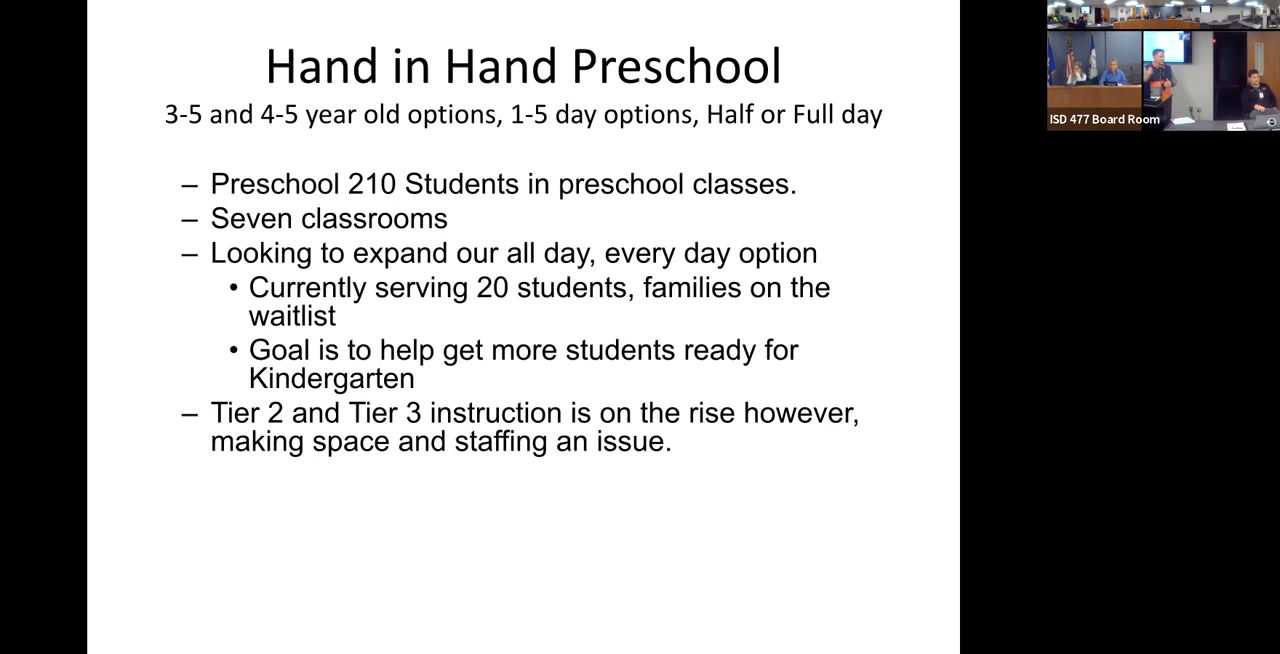 Hand in Hand Preschool
3-5 and 4-5 year old options, 1-5 day options, Half or Full day
– Preschool 210 Students in preschool classes.
– Seven classrooms
– Looking to expand our all day, every day option
• Currently serving 20 students, families on the
waitlist
• Goal is to help get more students ready for
Kindergarten
– Tier 2 and Tier 3 instruction is on the rise however,
making space and staffing an issue.
ISD 477 Board Room